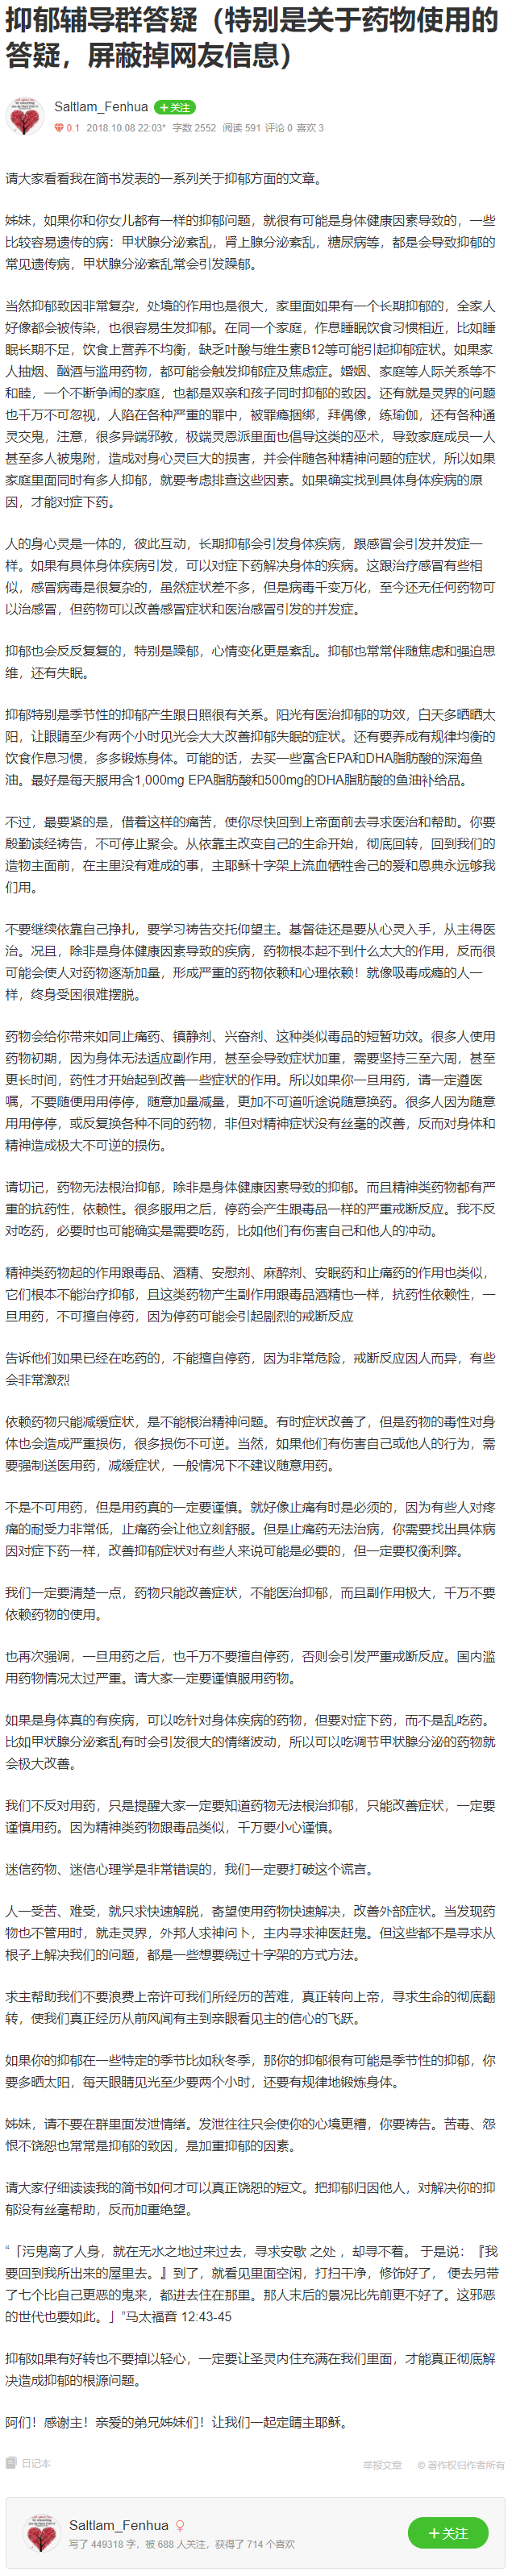 抑郁辅导群答疑（特别是关于药物使用的
答疑，屏蔽掉网友信息）
Saltlam_Fenhua ＋关注
0.1 2018.10.08 22:03* 字数 2552 阅读 591 评论 0 喜欢 3
请大家看看我在简书发表的一系列关于抑郁方面的文章。
姊妹，如果你和你女儿都有一样的抑郁问题，就很有可能是身体健康因素导致的，一些
比较容易遗传的病：甲状腺分泌紊乱，肾上腺分泌紊乱，糖尿病等，都是会导致抑郁的
常见遗传病，甲状腺分泌紊乱常会引发躁郁。
当然抑郁致因非常复杂，处境的作用也是很大，家里面如果有一个长期抑郁的，全家人
好像都会被传染，也很容易生发抑郁。在同一个家庭，作息睡眠饮食习惯相近，比如睡
眠长期不足，饮食上营养不均衡，缺乏叶酸与维生素B12等可能引起抑郁症状。如果家
人抽烟、酗酒与滥用药物，都可能会触发抑郁症及焦虑症。婚姻、家庭等人际关系等不
和睦，一个不断争闹的家庭，也都是双亲和孩子同时抑郁的致因。还有就是灵界的问题
也千万不可忽视，人陷在各种严重的罪中，被罪瘾捆绑，拜偶像，练瑜伽，还有各种通
灵交鬼，注意，很多异端邪教，极端灵恩派里面也倡导这类的巫术，导致家庭成员一人
甚至多人被鬼附，造成对身心灵巨大的损害，并会伴随各种精神问题的症状，所以如果
家庭里面同时有多人抑郁，就要考虑排查这些因素。如果确实找到具体身体疾病的原
因，才能对症下药。
人的身心灵是一体的，彼此互动，长期抑郁会引发身体疾病，跟感冒会引发并发症一
样。如果有具体身体疾病引发，可以对症下药解决身体的疾病。这跟治疗感冒有些相
似，感冒病毒是很复杂的，虽然症状差不多，但是病毒千变万化，至今还无任何药物可
以治感冒，但药物可以改善感冒症状和医治感冒引发的并发症。
抑郁也会反反复复的，特别是躁郁，心情变化更是紊乱。抑郁也常常伴随焦虑和强迫思
维，还有失眠。
抑郁特别是季节性的抑郁产生跟日照很有关系。阳光有医治抑郁的功效，白天多晒晒太
阳，让眼睛至少有两个小时见光会大大改善抑郁失眠的症状。还有要养成有规律均衡的
饮食作息习惯，多多锻炼身体。可能的话，去买一些富含EPA和DHA脂肪酸的深海鱼
油。最好是每天服用含1,000mg EPA脂肪酸和500mg的DHA脂肪酸的鱼油补给品。
不过，最要紧的是，借着这样的痛苦，使你尽快回到上帝面前去寻求医治和帮助。你要
殷勤读经祷告，不可停止聚会。从依靠主改变自己的生命开始，彻底回转，回到我们的
造物主面前，在主里没有难成的事，主耶稣十字架上流血牺牲舍己的爱和恩典永远够我
们用。
不要继续依靠自己挣扎，要学习祷告交托仰望主。基督徒还是要从心灵入手，从主得医
治。况且，除非是身体健康因素导致的疾病，药物根本起不到什么太大的作用，反而很
可能会使人对药物逐渐加量，形成严重的药物依赖和心理依赖！就像吸毒成瘾的人一
样，终身受困很难摆脱。
药物会给你带来如同止痛药、镇静剂、兴奋剂、这种类似毒品的短暂功效。很多人使用
药物初期，因为身体无法适应副作用，甚至会导致症状加重，需要坚持三至六周，甚至
更长时间，药性才开始起到改善一些症状的作用。所以如果你一旦用药，请一定遵医
嘱，不要随便用用停停，随意加量减量，更加不可道听途说随意换药。很多人因为随意
用用停停，或反复换各种不同的药物，非但对精神症状没有丝毫的改善，反而对身体和
精神造成极大不可逆的损伤。
请切记，药物无法根治抑郁，除非是身体健康因素导致的抑郁。而且精神类药物都有严
重的抗药性，依赖性。很多服用之后，停药会产生跟毒品一样的严重戒断反应。我不反
对吃药，必要时也可能确实是需要吃药，比如他们有伤害自己和他人的冲动。
精神类药物起的作用跟毒品、酒精、安慰剂、麻醉剂、安眠药和止痛药的作用也类似，
它们根本不能治疗抑郁，且这类药物产生副作用跟毒品酒精也一样，抗药性依赖性，一
旦用药，不可擅自停药，因为停药可能会引起剧烈的戒断反应
告诉他们如果已经在吃药的，不能擅自停药，因为非常危险，戒断反应因人而异，有些
会非常激烈
依赖药物只能减缓症状，是不能根治精神问题。有时症状改善了，但是药物的毒性对身
体也会造成严重损伤，很多损伤不可逆。当然，如果他们有伤害自己或他人的行为，需
要强制送医用药，减缓症状，一般情况下不建议随意用药。
不是不可用药，但是用药真的一定要谨慎。就好像止痛有时是必须的，因为有些人对疼
痛的耐受力非常低，止痛药会让他立刻舒服。但是止痛药无法治病，你需要找出具体病
因对症下药一样，改善抑郁症状对有些人来说可能是必要的，但一定要权衡利弊。
我们一定要清楚一点，药物只能改善症状，不能医治抑郁，而且副作用极大，千万不要
依赖药物的使用。
也再次强调，一旦用药之后，也千万不要擅自停药，否则会引发严重戒断反应。国内滥
用药物情况太过严重。请大家一定要谨慎服用药物。
如果是身体真的有疾病，可以吃针对身体疾病的药物，但要对症下药，而不是乱吃药。
比如甲状腺分泌紊乱有时会引发很大的情绪波动，所以可以吃调节甲状腺分泌的药物就
会极大改善。
我们不反对用药，只是提醒大家一定要知道药物无法根治抑郁，只能改善症状，一定要
谨慎用药。因为精神类药物跟毒品类似，千万要小心谨慎。
迷信药物、迷信心理学是非常错误的，我们一定要打破这个谎言。
人一受苦、难受，就只求快速解脱，寄望使用药物快速解决，改善外部症状。当发现药
物也不管用时，就走灵界，外邦人求神问卜，主内寻求神医赶鬼。但这些都不是寻求从
根子上解决我们的问题，都是一些想要绕过十字架的方式方法。
求主帮助我们不要浪费上帝许可我们所经历的苦难，真正转向上帝，寻求生命的彻底翻
转，使我们真正经历从前风闻有主到亲眼看见主的信心的飞跃。
如果你的抑郁在一些特定的季节比如秋冬季，那你的抑郁很有可能是季节性的抑郁，你
要多晒太阳，每天眼睛见光至少要两个小时，还要有规律地锻炼身体。
姊妹，请不要在群里面发泄情绪。发泄往往只会使你的心境更糟，你要祷告。苦毒、怨
恨不饶恕也常常是抑郁的致因，是加重抑郁的因素。
请大家仔细读读我的简书如何才可以真正饶恕的短文。把抑郁归因他人，对解决你的抑
郁没有丝毫帮助，反而加重绝望。
“「污鬼离了人身，就在无水之地过来过去，寻求安歇 之处 ，却寻不着。 于是说：『我
要回到我所出来的屋里去。』到了，就看见里面空闲，打扫干净，修饰好了， 便去另带
了七个比自己更恶的鬼来，都进去住在那里。那人末后的景况比先前更不好了。这邪恶
的世代也要如此。」”马太福音 12:43-45
抑郁如果有好转也不要掉以轻心，一定要让圣灵内住充满在我们里面，才能真正彻底解
决造成抑郁的根源问题。
阿们！感谢主！亲爱的弟兄姊妹们！让我们一起定睛主耶稣。
日记本 举报文章 © 著作权归作者所有
Saltlam_Fenhua ♀
写了 449318 字，被 688 人关注，获得了 714 个喜欢
＋关注